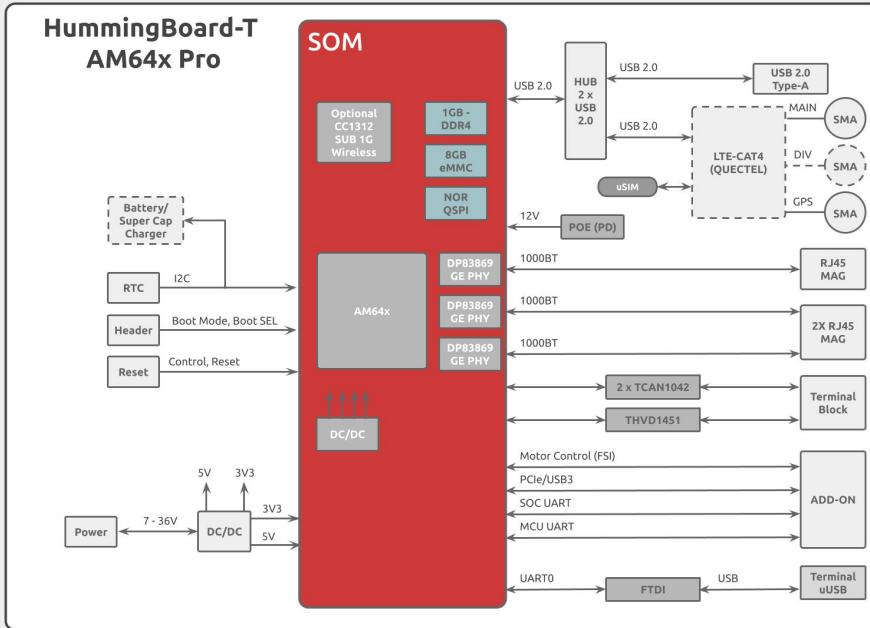 HummingBoard-T
AM64x Pro
SOM
Optional
CC1312
SUB 1G
Wireless
1GB -
DDR4
8GB
eMMC
NOR
QSPI
USB 2.0
HUB
2 x
USB
2.0
USB 2.0
USB 2.0
Type-A
USB 2.0
LTE-CAT4
(QUECTEL)
MAIN
SMA
DIV
SMA
GPS
SMA
uSIM
12V
POE (PD)
Battery/
Super Cap
Charger
RTC
I2C
Header
Boot Mode, Boot SEL
Reset
Control, Reset
AM64x
DP83869
GE PHY
DP83869
GE PHY
DP83869
GE PHY
1000BT
RJ45
MAG
1000BT
1000BT
2X RJ45
MAG
2 x TCAN1042
THVD1451
Terminal
Block
DC/DC
Motor Control (FSI)
PCIe/USB3
SOC UART
MCU UART
ADD-ON
5V
3V3
Power
7 - 36V
DC/DC
3V3
5V
UART0
FTDI
USB
Terminal
uUSB